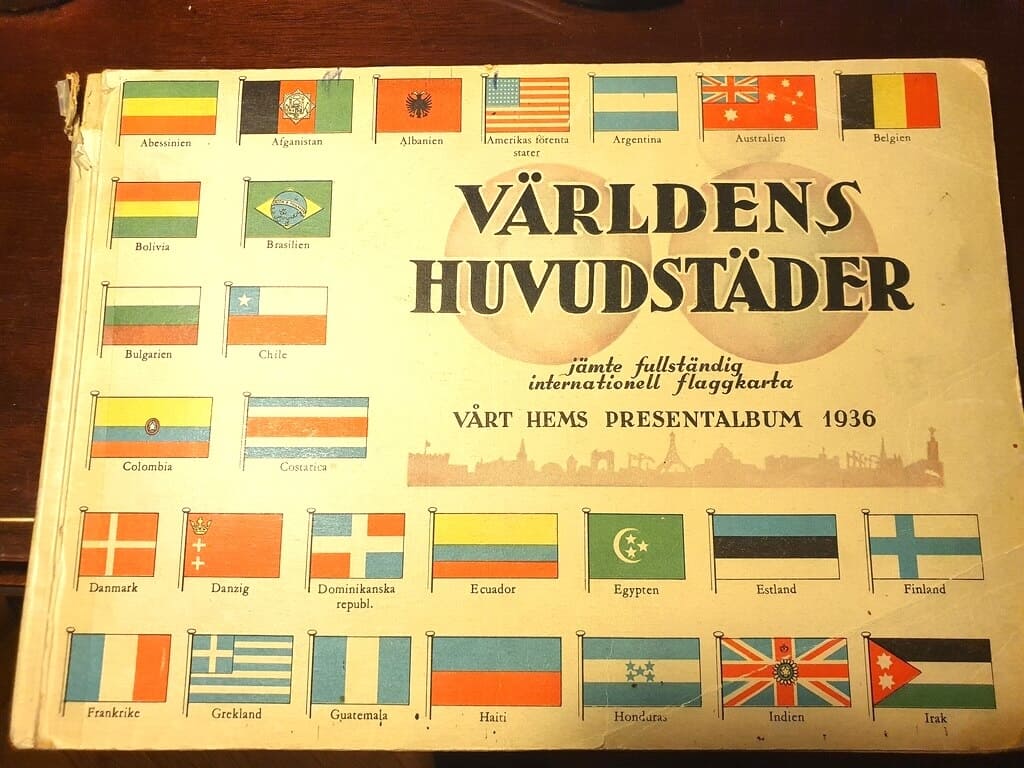 Abessinien
Afganistan
Albanien
Amerikas förenta
stater
Argentina
Australien
Belgien
VÄRLDENS
HUVUDSTÄDER
jämte fullständig
internationell flaggkarta
VÅRT HEMS PRESENTALBUM 1936
Bolivia
Brasilien
Bulgarien
Chile
Colombia
Costarica
Danmark
Danzig
Dominikanska
republ.
Ecuador
Egypten
Estland
Finland
Frankrike
Grekland
Guatemala
Haiti
Honduras
Indien
Irak